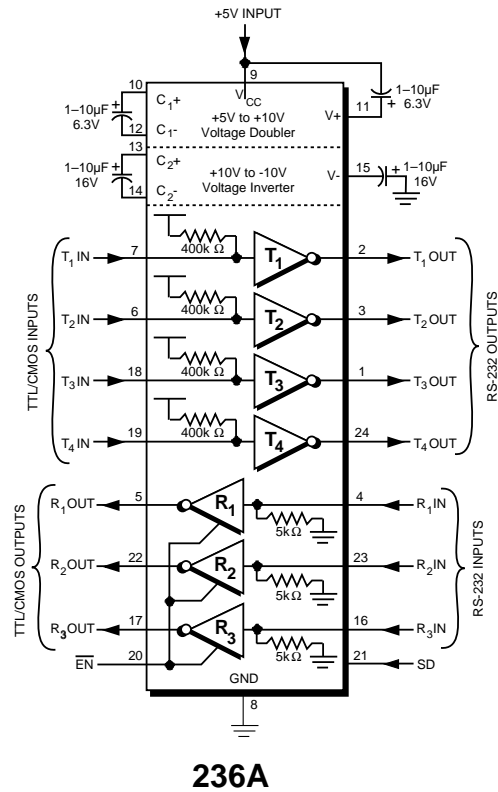 +5V INPUT
9
VCC
10
C1+
1–10µF
6.3V
+
12
C1-
+5V to +10V
Voltage Doubler
V+
11
+
1–10µF
6.3V
13
C2+
1–10µF
16V
+
14
C2-
+10V to -10V
Voltage Inverter
V-
15
+
1–10µF
16V
TTL/CMOS INPUTS
T1 IN
7
400k Ω
T1
2
T1 OUT
T2 IN
6
400k Ω
T2
3
T2 OUT
T3 IN
18
400k Ω
T3
1
T3 OUT
T4 IN
19
400k Ω
T4
24
T4 OUT
RS-232 OUTPUTS
TTL/CMOS OUTPUTS
R1 OUT
5
R1
5kΩ
4
R1 IN
R2 OUT
22
R2
5kΩ
23
R2 IN
R3 OUT
17
R3
5kΩ
16
R3 IN
RS-232 INPUTS
EN
20
21
SD
GND
8
236A